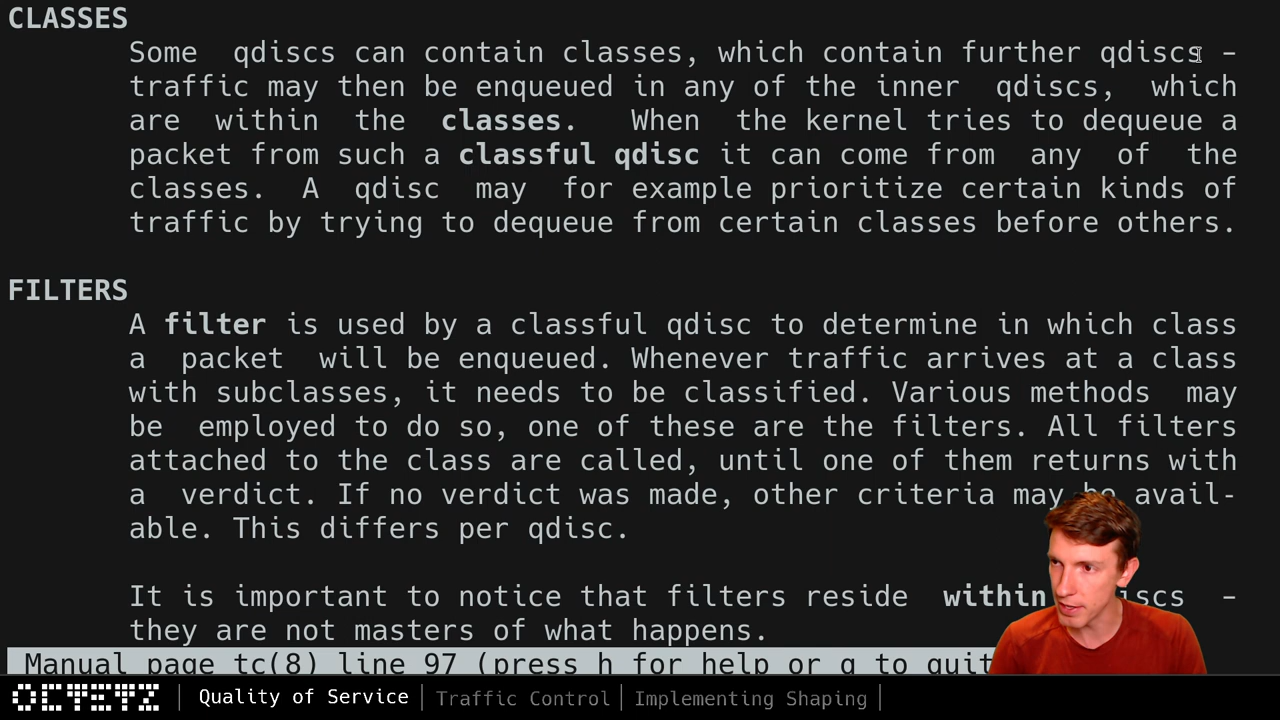 CLASSES
Some qdiscs can contain classes, which contain further qdiscs -
traffic may then be enqueued in any of the inner qdiscs, which
are within the classes. When the kernel tries to dequeue a
packet from such a classful qdisc it can come from any of the
classes. A qdisc may for example prioritize certain kinds of
traffic by trying to dequeue from certain classes before others.
FILTERS
A filter is used by a classful qdisc to determine in which class
a packet will be enqueued. Whenever traffic arrives at a class
with subclasses, it needs to be classified. Various methods may
be employed to do so, one of these are the filters. All filters
attached to the class are called, until one of them returns with
a verdict. If no verdict was made, other criteria may be avail-
able. This differs per qdisc.
It is important to notice that filters reside within -
they are not masters of what happens.
Manual page tc(8) line 97 (press h for help or q to quit
OCTETZ Quality of Service Traffic Control Implementing Shaping